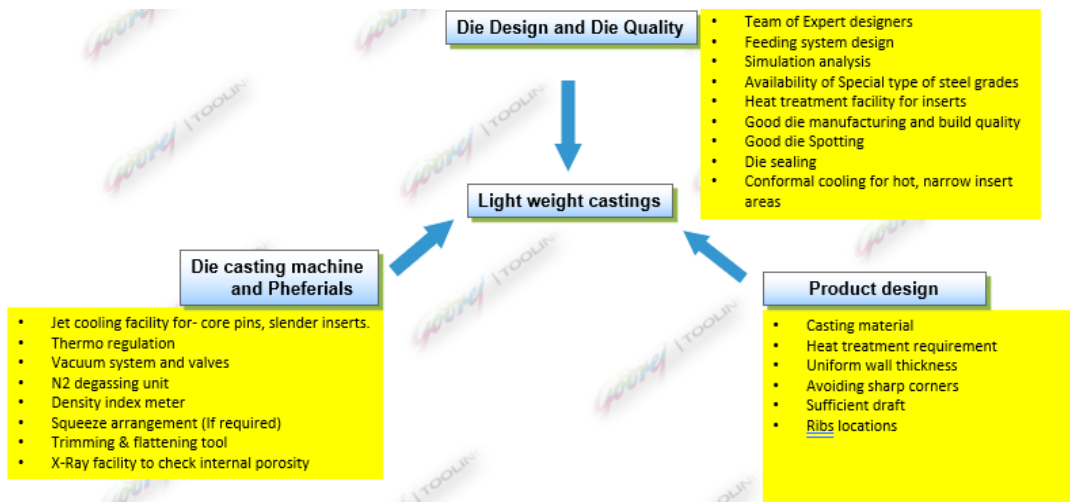 Die Design and Die Quality
• Team of Expert designers
• Feeding system design
• Simulation analysis
• Availability of Special type of steel grades
• Heat treatment facility for inserts
• Good die manufacturing and build quality
• Good die Spotting
• Die sealing
• Conformal cooling for hot, narrow insert
areas
Light weight castings
Die casting machine
and Pheferials
• Jet cooling facility for- core pins, slender inserts.
• Thermo regulation
• Vacuum system and valves
• N2 degassing unit
• Density index meter
• Squeeze arrangement (If required)
• Trimming & flattening tool
• X-Ray facility to check internal porosity
Product design
• Casting material
• Heat treatment requirement
• Uniform wall thickness
• Avoiding sharp corners
• Sufficient draft
• Ribs locations
Godrej | TOOLIN